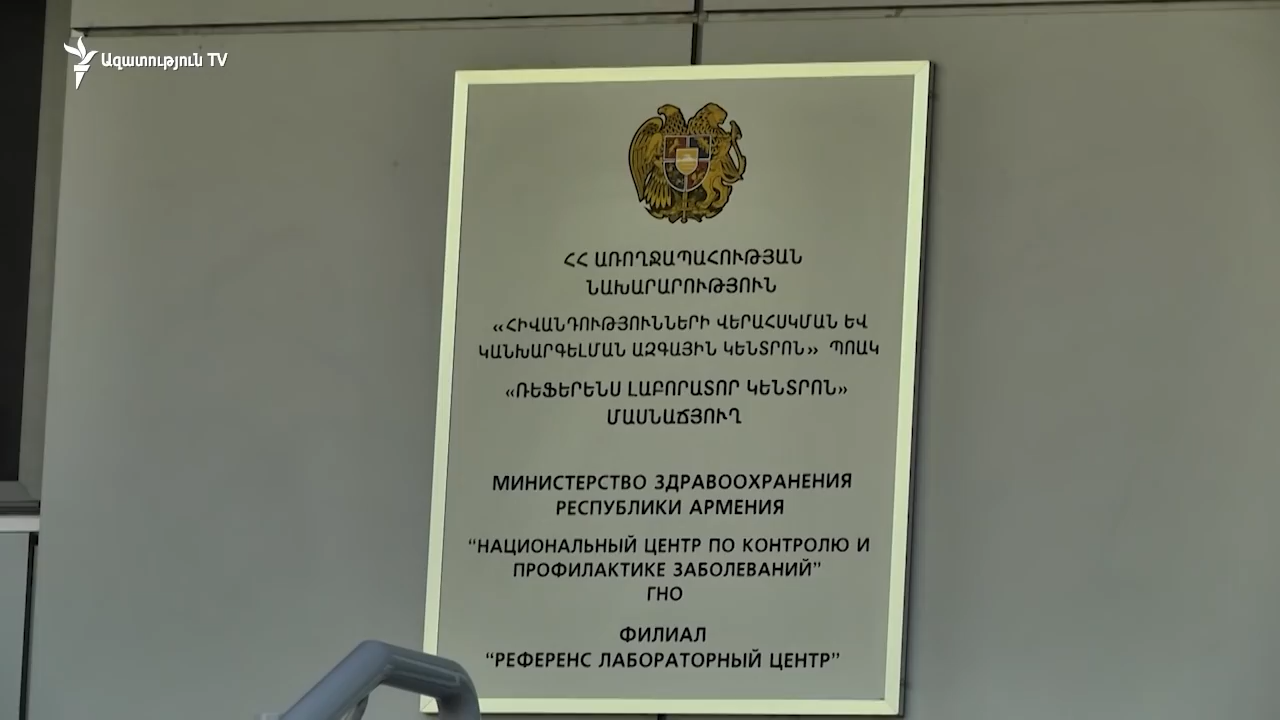 Ազատություն TV
ՀՀ ԱՌՈՂՋԱՊԱՀՈՒԹՅԱՆ
ՆԱԽԱՐԱՐՈՒԹՅՈՒՆ
«ՀԻՎԱՆԴՈՒԹՅՈՒՆՆԵՐԻ ՎԵՐԱՀՍԿՄԱՆ ԵՎ
ԿԱՆԽԱՐԳԵԼՄԱՆ ԱԶԳԱՅԻՆ ԿԵՆՏՐՈՆ» ՊՈԱԿ
«ՌԵՖԵՐԵՆՍ ԼԱԲՈՐԱՏՈՐ ԿԵՆՏՐՈՆ»
ՄԱՍՆԱՃՅՈՒՂ
МИНИСТЕРСТВО ЗДРАВООХРАНЕНИЯ
РЕСПУБЛИКИ АРМЕНИЯ
“НАЦИОНАЛЬНЫЙ ЦЕНТР ПО КОНТРОЛЮ И
ПРОФИЛАКТИКЕ ЗАБОЛЕВАНИЙ”
ГНО
ФИЛИАЛ
“РЕФЕРЕНС ЛАБОРАТОРНЫЙ ЦЕНТР”